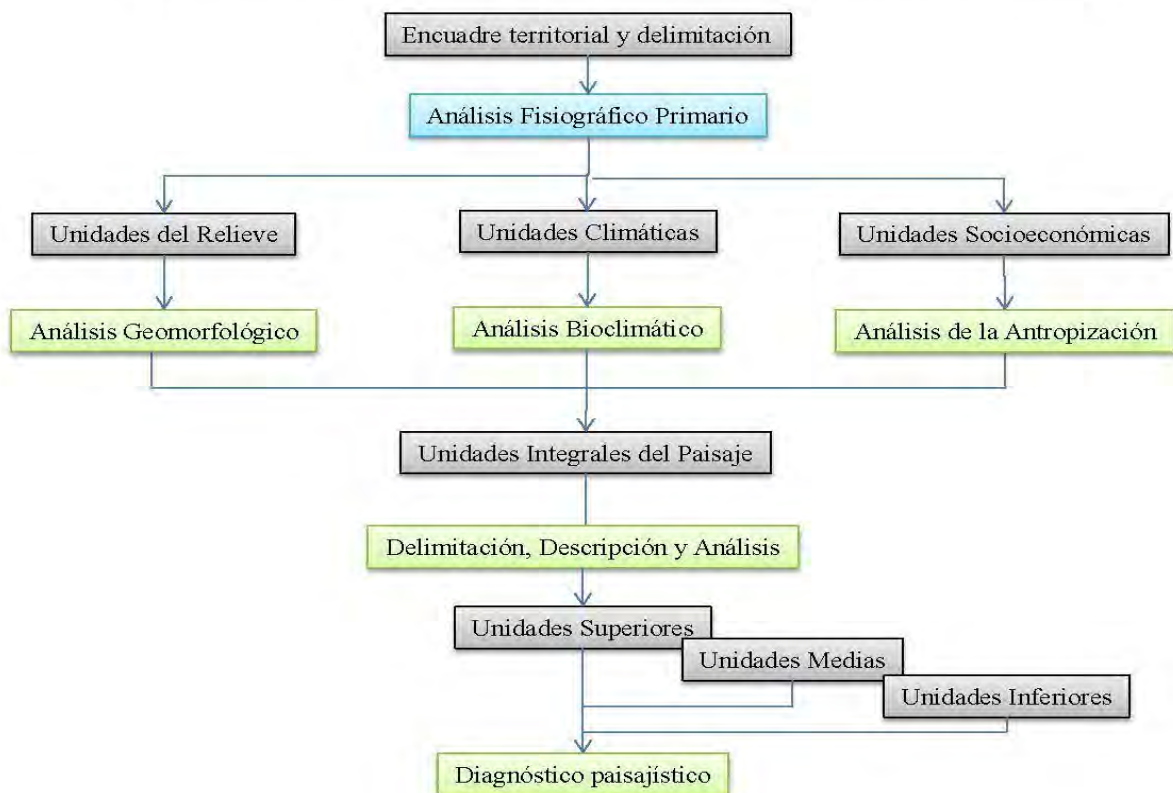 Encuadre territorial y delimitación
Análisis Fisiográfico Primario
Unidades del Relieve
Unidades Climáticas
Unidades Socioeconómicas
Análisis Geomorfológico
Análisis Bioclimático
Análisis de la Antropización
Unidades Integrales del Paisaje
Delimitación, Descripción y Análisis
Unidades Superiores
Unidades Medias
Unidades Inferiores
Diagnóstico paisajístico